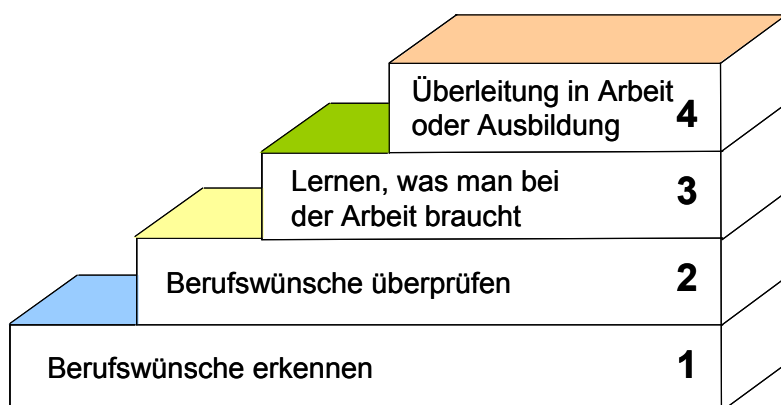 Überleitung in Arbeit
oder Ausbildung 4
Lernen, was man bei
der Arbeit braucht 3
Berufswünsche überprüfen 2
Berufswünsche erkennen 1